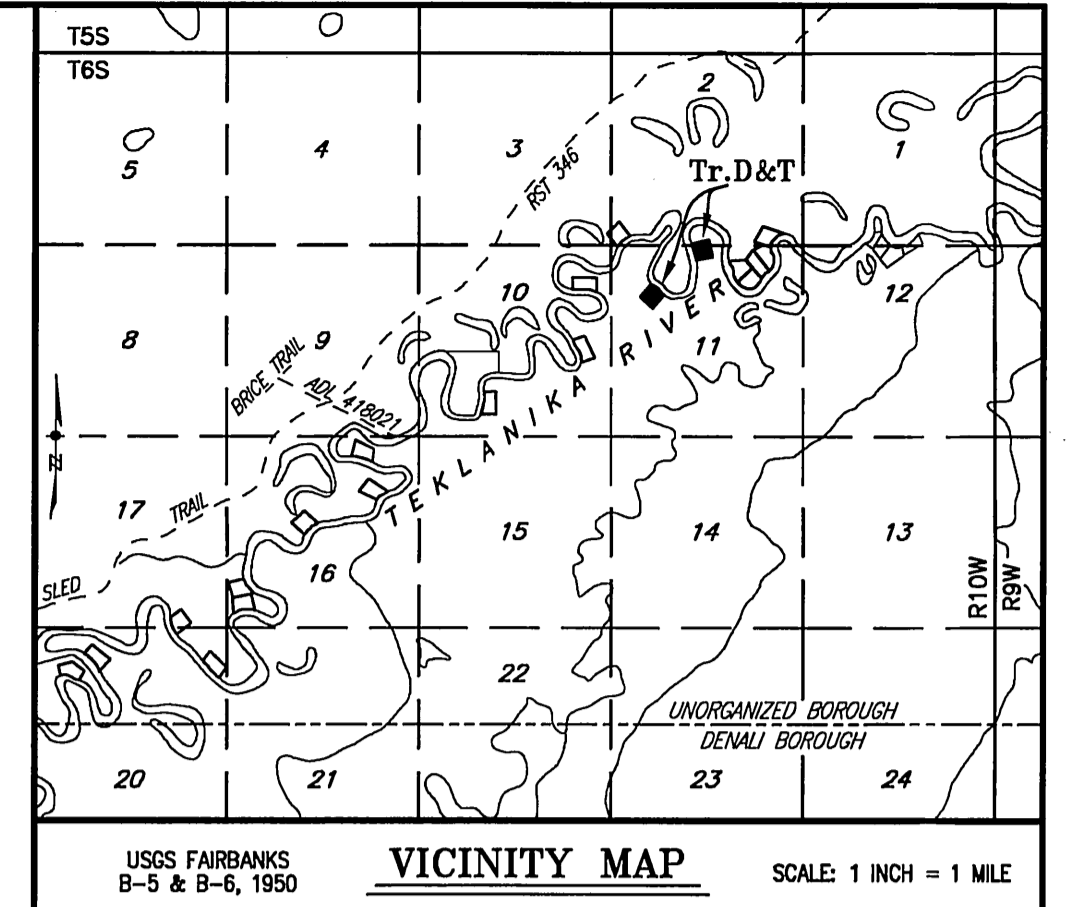 T5S
T6S
5
4
3
2
1
RST 346
Tr.D&T
8
BRICE TRAIL
9
ADL 418021
10
11
12
TEKLANIKA RIVER
N
17
TRAIL
SLED
16
15
14
13
R10W
R9W
22
UNORGANIZED BOROUGH
DENALI BOROUGH
20
21
23
24
USGS FAIRBANKS
B-5 & B-6, 1950
VICINITY MAP
SCALE: 1 INCH = 1 MILE